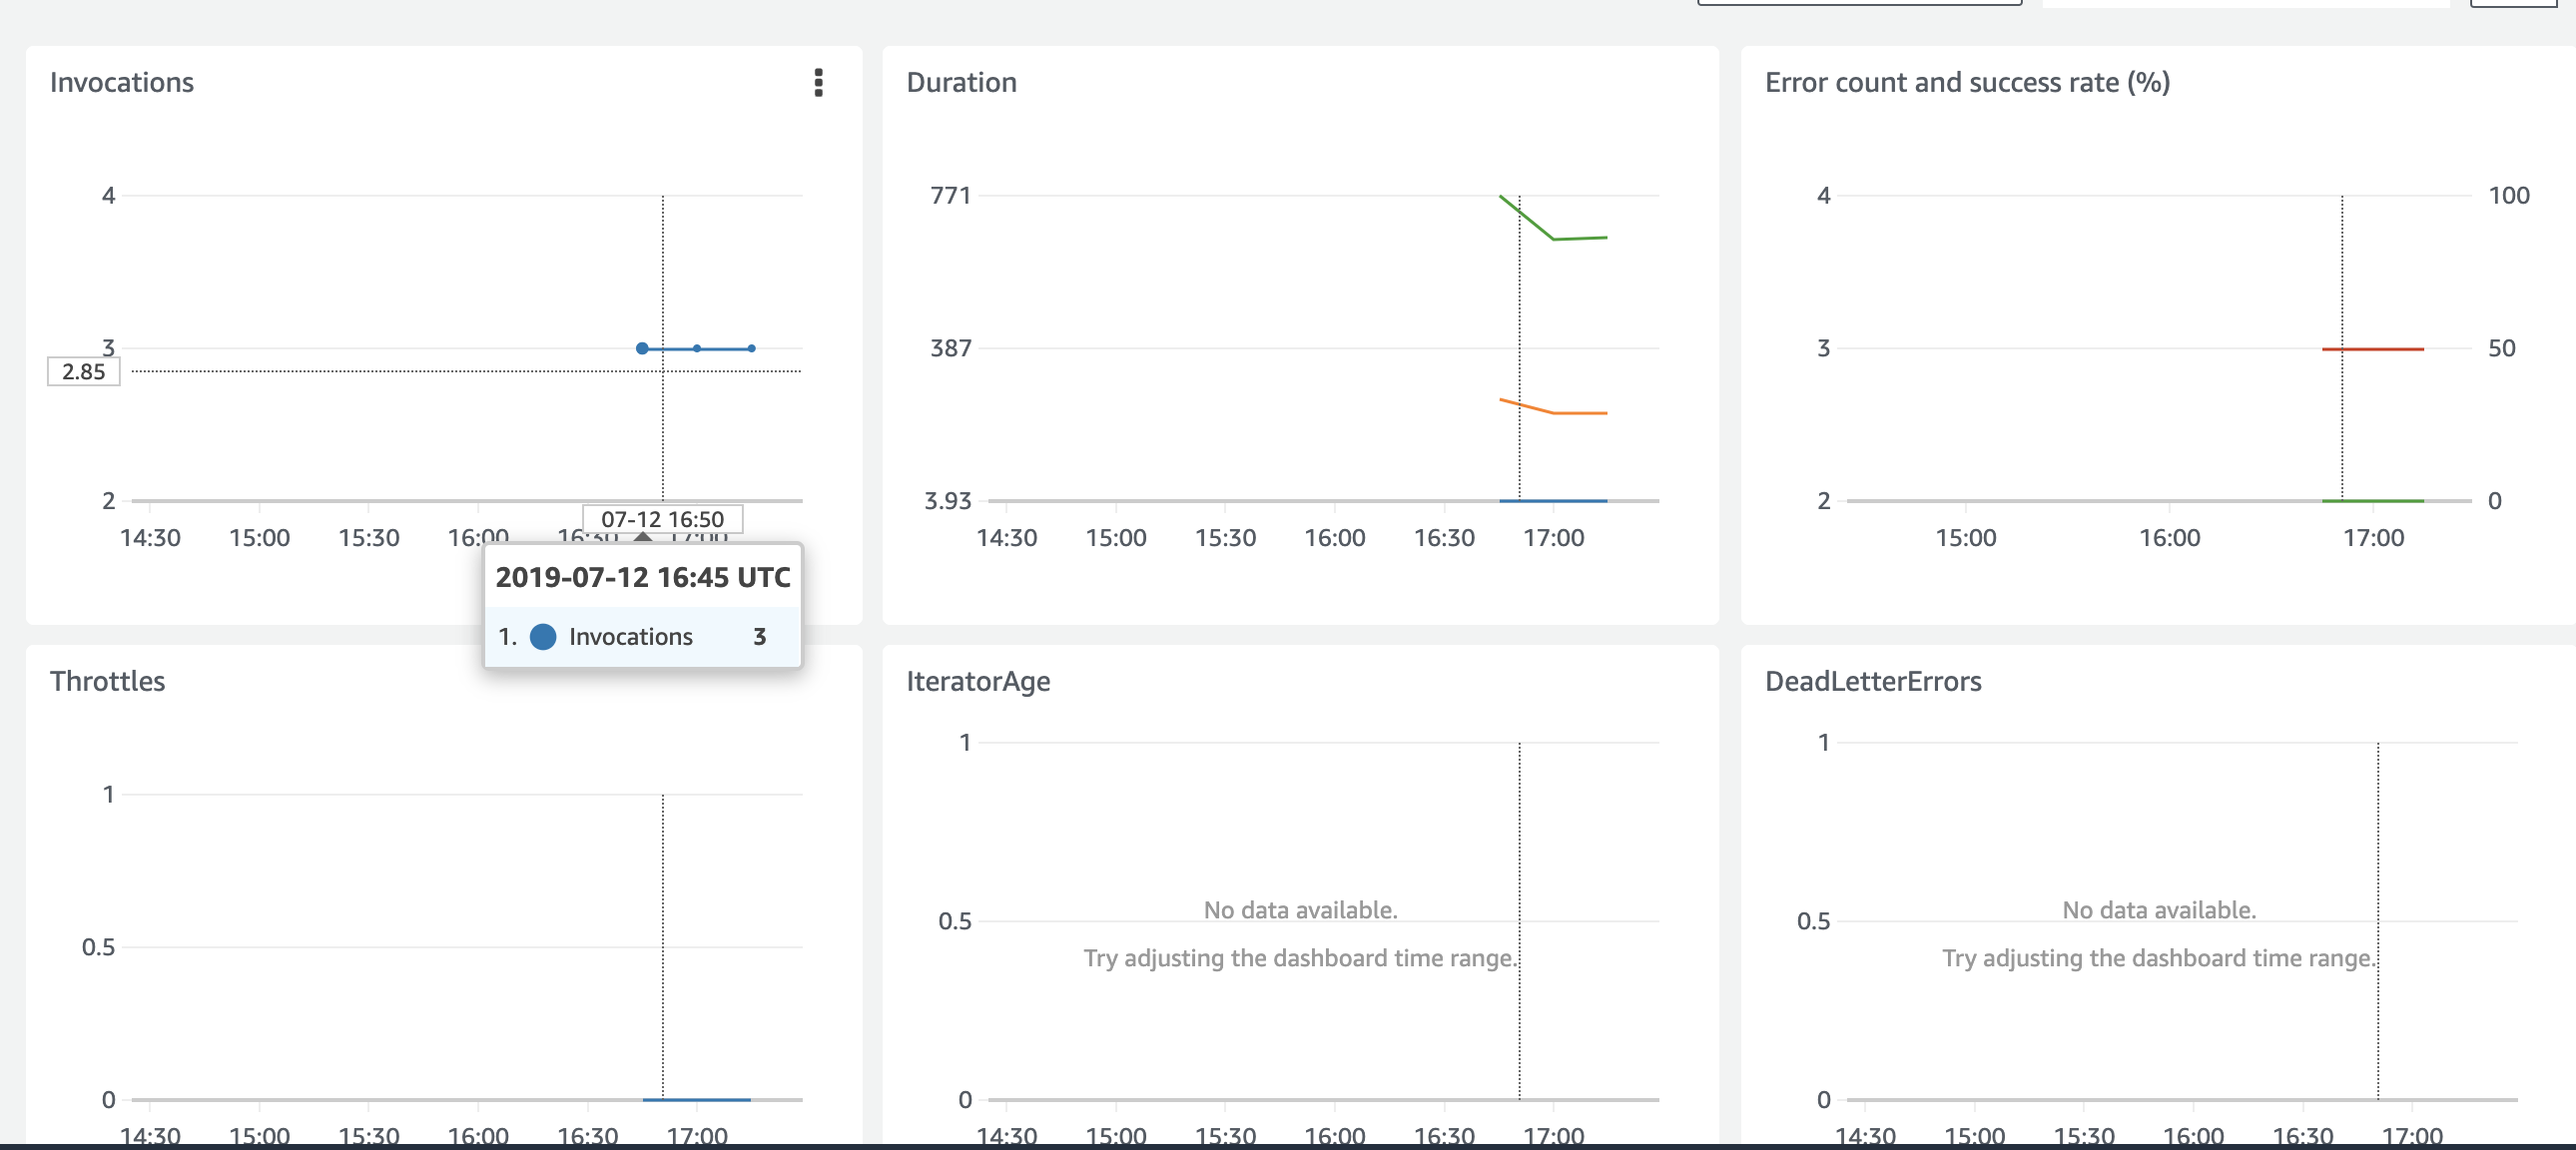 Invocations
4
3
2.85
2
14:30 15:00 15:30 16:00 16:30 17:00
07-12 16:50
2019-07-12 16:45 UTC
1. Invocations 3
Duration
771
387
3.93
14:30 15:00 15:30 16:00 16:30 17:00
Error count and success rate (%)
4 100
3 50
2 0
15:00 16:00 17:00
Throttles
1
0.5
0
14:30 15:00 15:30 16:00 16:30 17:00
IteratorAge
1
0.5
0
No data available.
Try adjusting the dashboard time range.
14:30 15:00 15:30 16:00 16:30 17:00
DeadLetterErrors
1
0.5
0
No data available.
Try adjusting the dashboard time range.
14:30 15:00 15:30 16:00 16:30 17:00